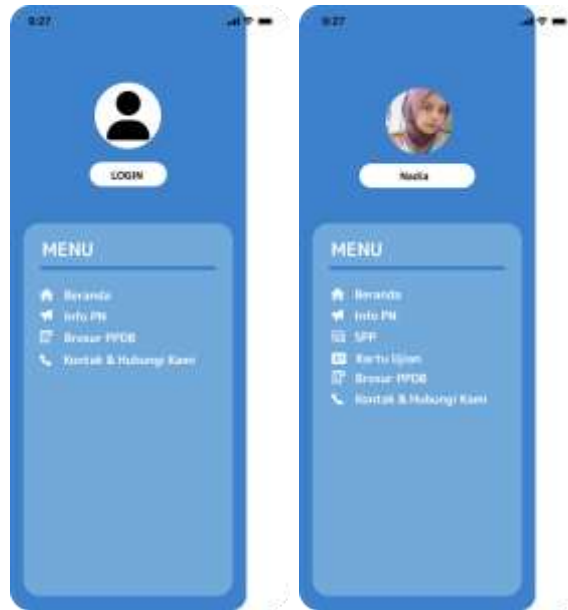 9:27
LOGIN
MENU
Beranda
Info PN
Brosur PPDB
Kontak & Hubungi Kami
9:27
Nadia
MENU
Beranda
Info PN
SPP
Kartu Ujian
Brosur PPDB
Kontak & Hubungi Kami